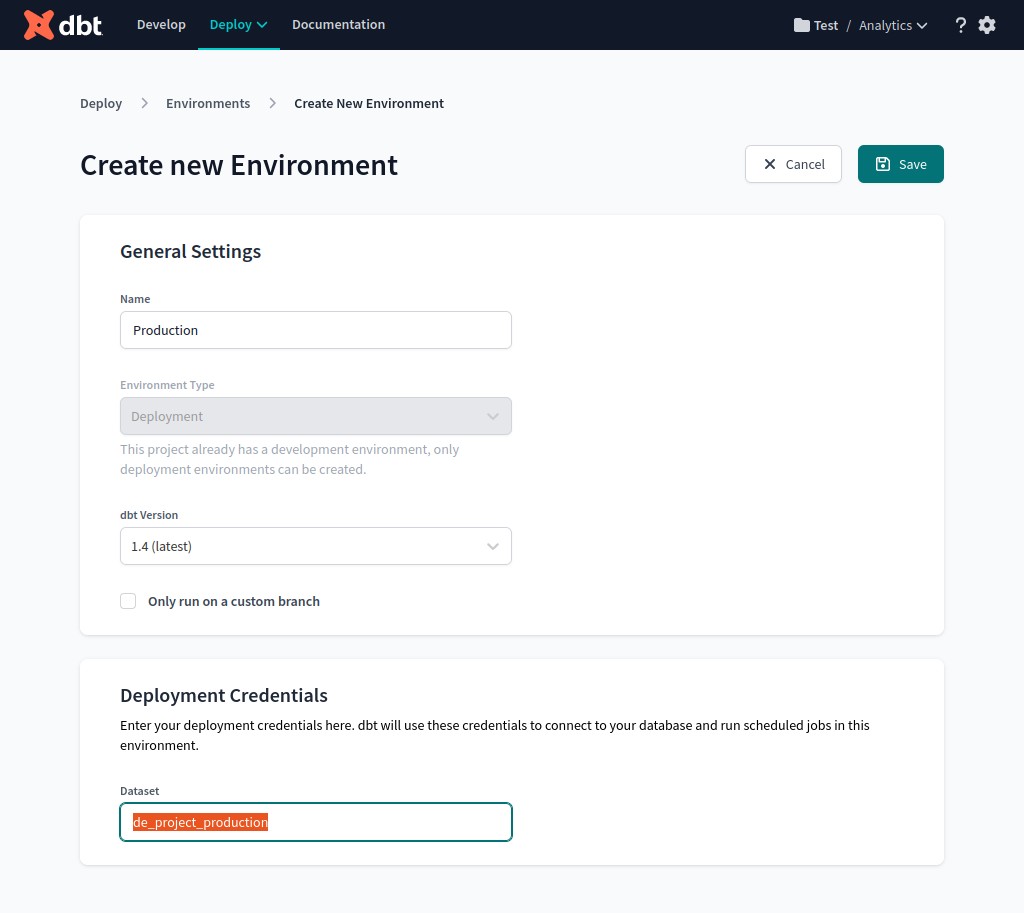 dbt Develop Deploy Documentation Test / Analytics ?
Deploy Environments Create New Environment
Create new Environment Cancel Save
General Settings
Name
Production
Environment Type
Deployment
This project already has a development environment, only
deployment environments can be created.
dbt Version
1.4 (latest)
Only run on a custom branch
Deployment Credentials
Enter your deployment credentials here. dbt will use these credentials to connect to your database and run scheduled jobs in this
environment.
Dataset
de_project_production